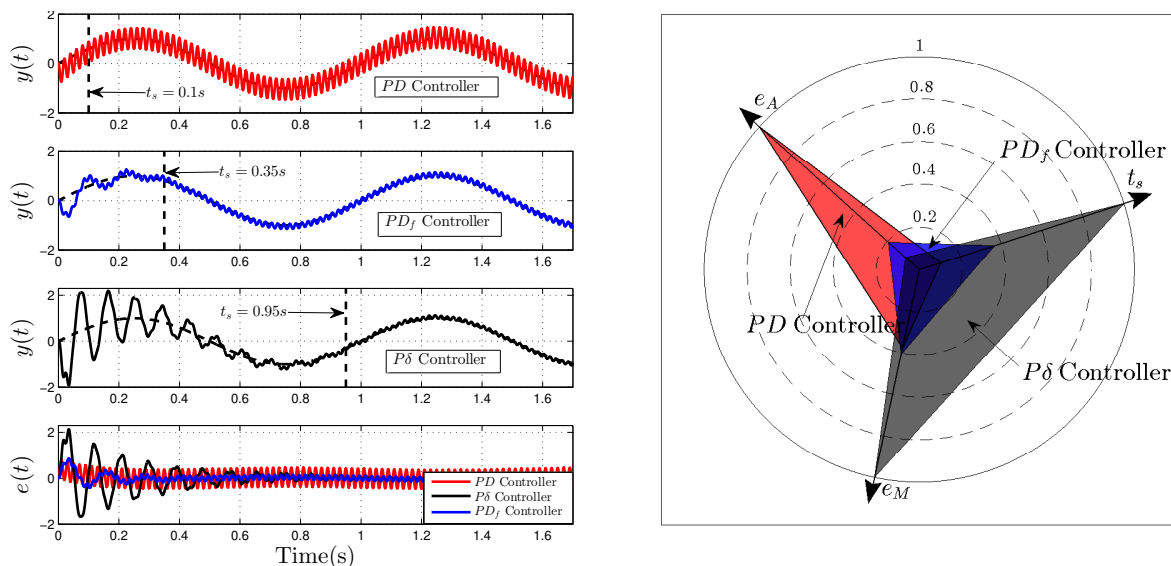 2
0
−2
y(t)
t_s = 0.1s
PD Controller
0 0.2 0.4 0.6 0.8 1 1.2 1.4 1.6
2
0
−2
y(t)
t_s = 0.35s
PD_f Controller
0 0.2 0.4 0.6 0.8 1 1.2 1.4 1.6
2
0
−2
y(t)
t_s = 0.95s
Pδ Controller
0 0.2 0.4 0.6 0.8 1 1.2 1.4 1.6
2
0
−2
e(t)
PD Controller
Pδ Controller
PD_f Controller
0 0.2 0.4 0.6 0.8 1 1.2 1.4 1.6
Time(s)
1
0.8
0.6
0.4
0.2
e_A
PD_f Controller
t_s
PD Controller
Pδ Controller
e_M